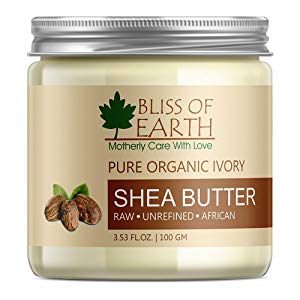 BLISS OF
EARTH
Motherly Care With Love
PURE ORGANIC IVORY
SHEA BUTTER
RAW • UNREFINED • AFRICAN
3.53 FL.OZ. | 100 GM